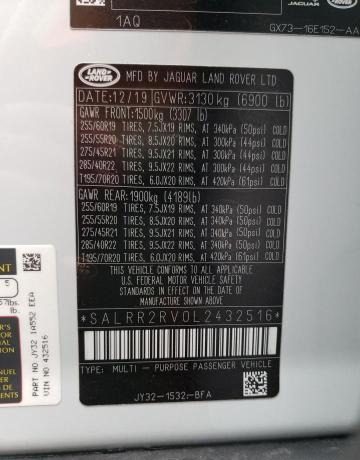 1AQ
JAGUAR
GX73-16E152-AA
LAND ROVER
MFD BY JAGUAR LAND ROVER LTD
DATE:12/19 GVWR:3130kg (6900 lb)
GAWR FRONT:1500kg (3307 lb)
255/60R19 TIRES, 7.5JX19 RIMS, AT 340kPa (50psi) COLD
255/55R20 TIRES, 8.5JX20 RIMS, AT 300kPa (44psi) COLD
275/45R21 TIRES, 9.5JX21 RIMS, AT 300kPa (44psi) COLD
285/40R22 TIRES, 9.5JX22 RIMS, AT 300kPa (44psi) COLD
T195/70R20 TIRES, 6.0JX20 RIMS, AT 420kPa (61psi) COLD
GAWR REAR:1900kg (4189lb)
255/60R19 TIRES, 7.5JX19 RIMS, AT 340kPa (50psi) COLD
255/55R20 TIRES, 8.5JX20 RIMS, AT 340kPa (50psi) COLD
275/45R21 TIRES, 9.5JX21 RIMS, AT 340kPa (50psi) COLD
285/40R22 TIRES, 9.5JX22 RIMS, AT 340kPa (50psi) COLD
T195/70R20 TIRES, 6.0JX20 RIMS, AT 420kPa (61psi) COLD
THIS VEHICLE CONFORMS TO ALL APPLICABLE
U.S. FEDERAL MOTOR VEHICLE SAFETY
STANDARDS IN EFFECT ON THE DATE OF
MANUFACTURE SHOWN ABOVE
*SALRR2RV0L2432516*
TYPE: MULTI - PURPOSE PASSENGER VEHICLE
JY32-1532:-BFA
PART NO JY32 1A552 EEA
VIN NO 432516